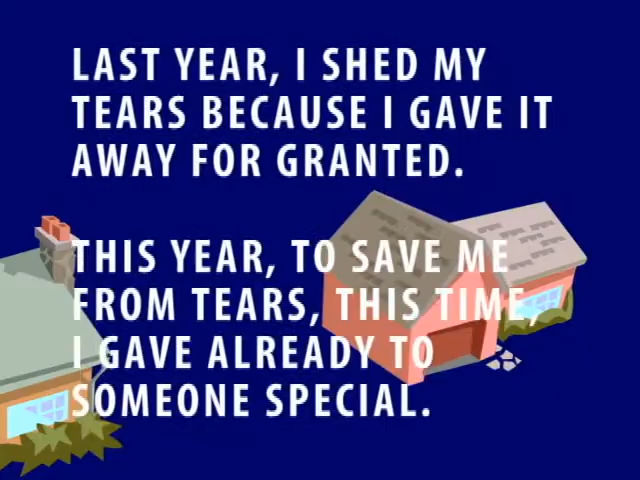 LAST YEAR, I SHED MY
TEARS BECAUSE I GAVE IT
AWAY FOR GRANTED.
THIS YEAR, TO SAVE ME
FROM TEARS, THIS TIME,
I GAVE ALREADY TO
SOMEONE SPECIAL.